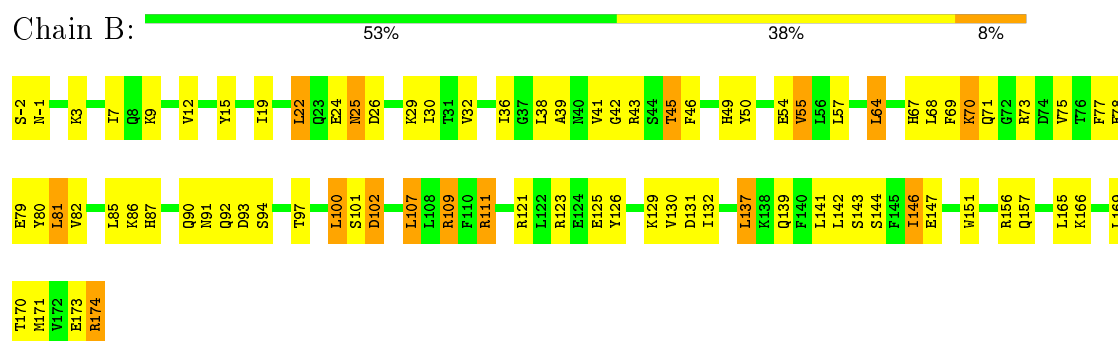 Chain B:
53% 38% 8%
S-2 N-1 K3 I7 Q8 K9 V12 Y15 I19 L22 Q23 E24 N25 D26 K29 I30 T31 V32 I36 G37 L38 A39 N40 V41 G42 R43 S44 T45 F46 H49 Y50 E54 V55 L56 L57 L64 H67 L68 F69 K70 Q71 G72 R73 D74 V75 T76 F77
E79 Y80 L81 V82 L85 K86 H87 Q90 N91 Q92 D93 S94 T97 L100 S101 D102 L107 L108 R109 F110 R111 R121 L122 R123 E124 E125 Y126 K129 V130 D131 I132 L137 K138 Q139 F140 L141 L142 S143 S144 F145 I146 E147 W151 R156 Q157 L165 K166
T170 M171 V172 E173 R174